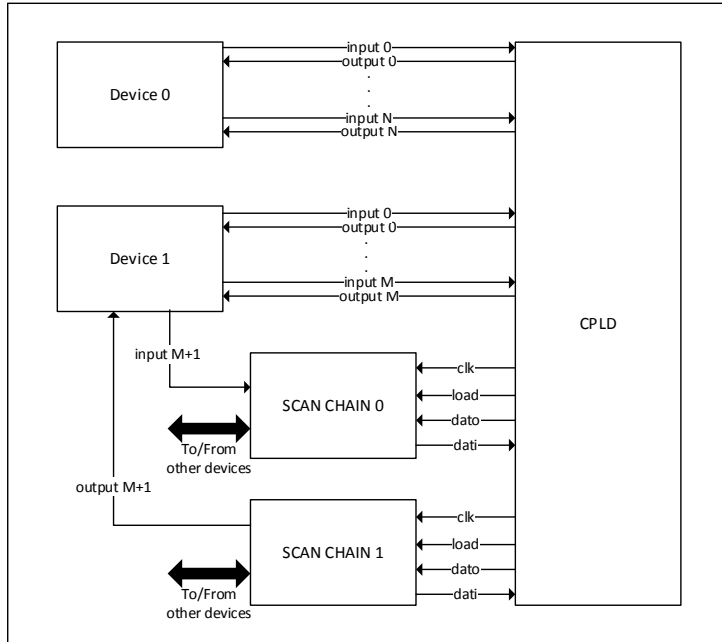 input 0
output 0
Device 0
.
.
.
input N
output N
input 0
output 0
Device 1
.
.
.
input M
output M
CPLD
input M+1
clk
SCAN CHAIN 0
load
dato
dati
To/From
other devices
output M+1
clk
SCAN CHAIN 1
load
dato
dati
To/From
other devices